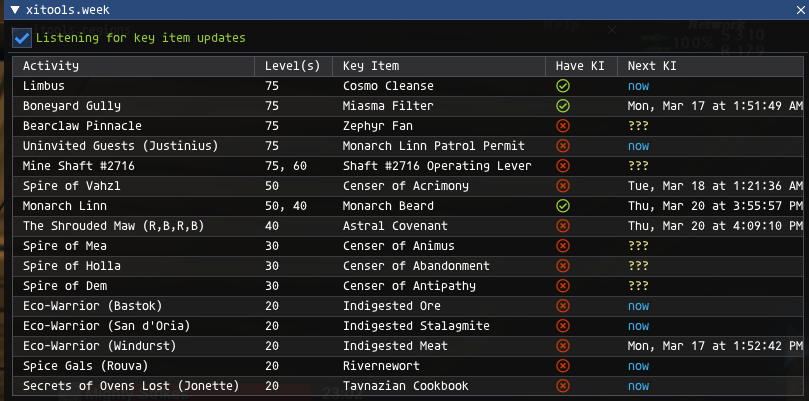 xitools.week
Listening for key item updates
Activity Level(s) Key Item Have KI Next KI
Limbus 75 Cosmo Cleanse now
Boneyard Gully 75 Miasma Filter Mon, Mar 17 at 1:51:49 AM
Bearclaw Pinnacle 75 Zephyr Fan ???
Uninvited Guests (Justinius) 75 Monarch Linn Patrol Permit now
Mine Shaft #2716 75, 60 Shaft #2716 Operating Lever ???
Spire of Vahzl 50 Censer of Acrimony Tue, Mar 18 at 1:21:36 AM
Monarch Linn 50, 40 Monarch Beard Thu, Mar 20 at 3:55:57 PM
The Shrouded Maw (R,B,R,B) 40 Astral Covenant Thu, Mar 20 at 4:09:10 PM
Spire of Mea 30 Censer of Animus ???
Spire of Holla 30 Censer of Abandonment ???
Spire of Dem 30 Censer of Antipathy ???
Eco-Warrior (Bastok) 20 Indigested Ore now
Eco-Warrior (San d'Oria) 20 Indigested Stalagmite now
Eco-Warrior (Windurst) 20 Indigested Meat Mon, Mar 17 at 1:52:42 PM
Spice Gals (Rouva) 20 Rivernewort now
Secrets of Ovens Lost (Jonette) 20 Tavnazian Cookbook now